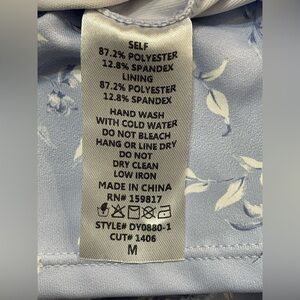 SELF
87.2% POLYESTER
12.8% SPANDEX
LINING
87.2% POLYESTER
12.8% SPANDEX
HAND WASH
WITH COLD WATER
DO NOT BLEACH
HANG OR LINE DRY
DO NOT
DRY CLEAN
LOW IRON
MADE IN CHINA
RN# 159817
STYLE# DY0880-1
CUT# 1406
M